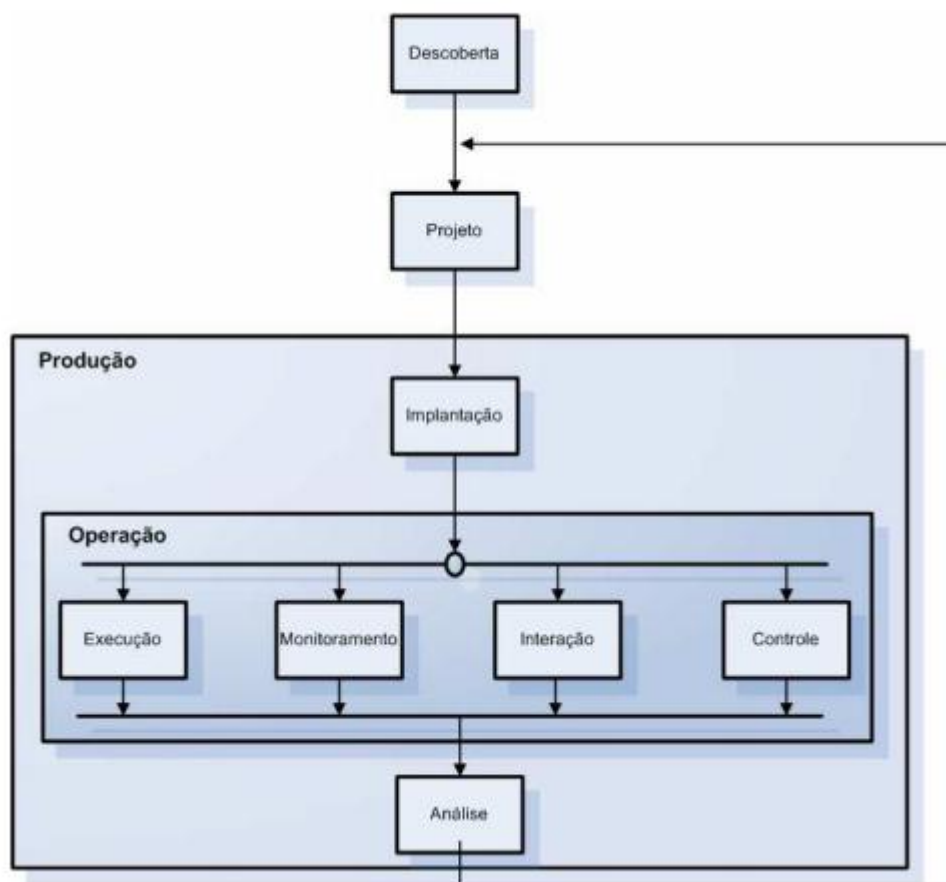 Descoberta
Projeto
Produção
Implantação
Operação
Execução
Monitoramento
Interação
Controle
Análise